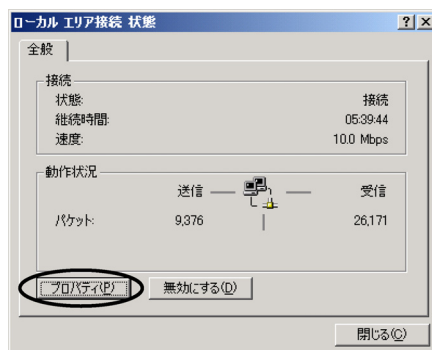 ローカル エリア接続 状態
全般
接続
状態: 接続
継続時間: 05:39:44
速度: 10.0 Mbps
動作状況
送信 受信
パケット: 9,376 26,171
プロパティ(P) 無効にする(D)
閉じる(C)